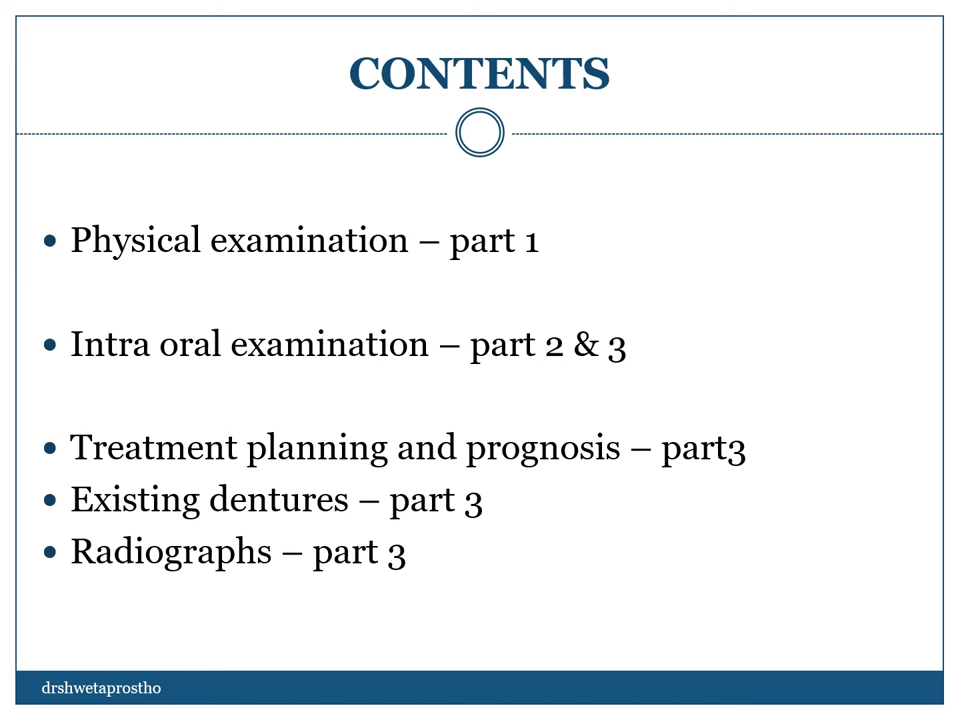 CONTENTS
• Physical examination – part 1
• Intra oral examination – part 2 & 3
• Treatment planning and prognosis – part3
• Existing dentures – part 3
• Radiographs – part 3
drshwetaprostho